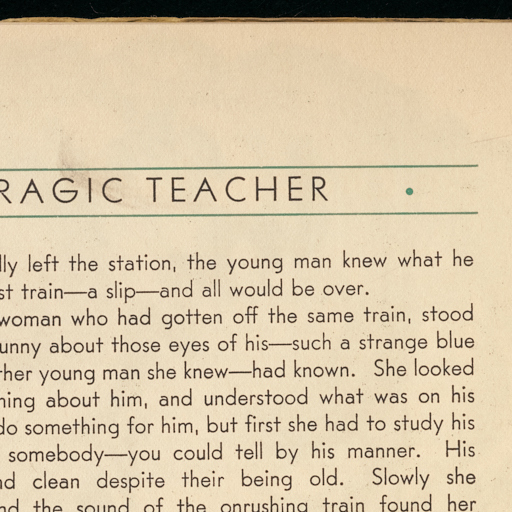 RAGIC TEACHER •
lly left the station, the young man knew what he
st train—a slip—and all would be over.
woman who had gotten off the same train, stood
unny about those eyes of his—such a strange blue
ther young man she knew—had known. She looked
hing about him, and understood what was on his
do something for him, but first she had to study his
somebody—you could tell by his manner. His
nd clean despite their being old. Slowly she
nd the sound of the onrushing train found her